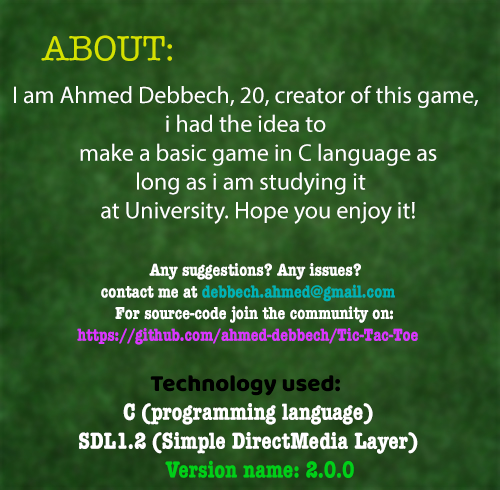 ABOUT:
I am Ahmed Debbech, 20, creator of this game,
i had the idea to
make a basic game in C language as
long as i am studying it
at University. Hope you enjoy it!
Any suggestions? Any issues?
contact me at debbech.ahmed@gmail.com
For source-code join the community on:
https://github.com/ahmed-debbech/Tic-Tac-Toe
Technology used:
C (programming language)
SDL1.2 (Simple DirectMedia Layer)
Version name: 2.0.0